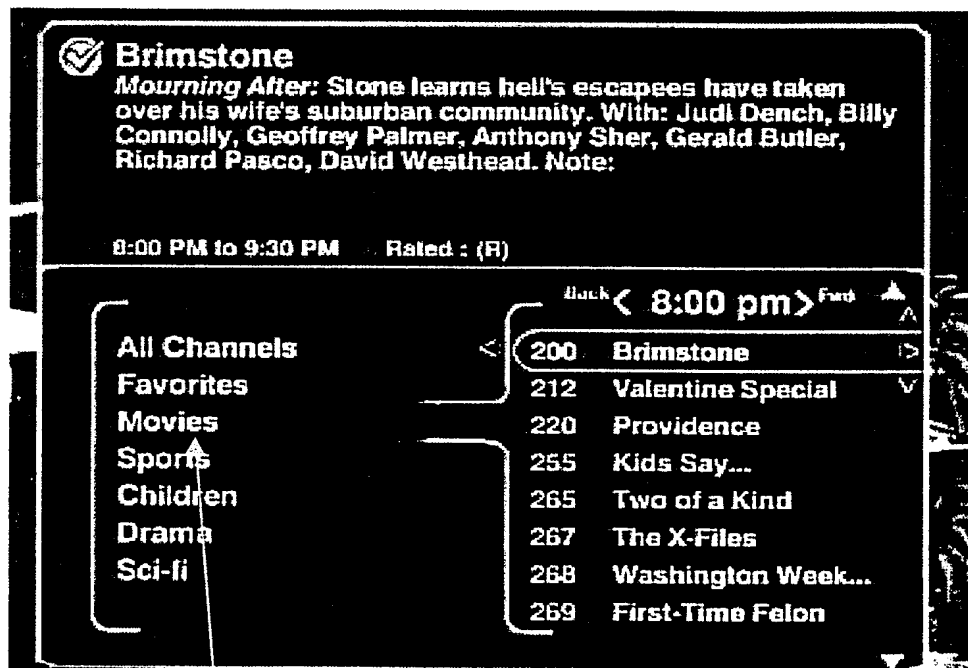 Brimstone
Mourning After: Stone learns hell's escapees have taken
over his wife's suburban community. With: Judi Dench, Billy
Connolly, Geoffrey Palmer, Anthony Sher, Gerald Butler,
Richard Pasco, David Westhead. Note:
8:00 PM to 9:30 PM Rated : (R)
Back < 8:00 pm > Fwd
All Channels
Favorites
Movies
Sports
Children
Drama
Sci-fi
200 Brimstone
212 Valentine Special
220 Providence
255 Kids Say...
265 Two of a Kind
267 The X-Files
268 Washington Week...
269 First-Time Felon